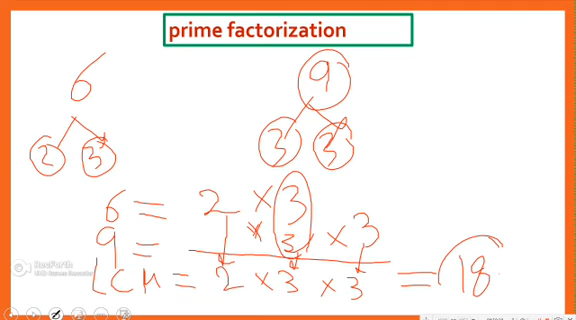 prime factorization
6 9
2 3 3 3
6 = 2 × 3
9 = × 3 × 3
LCM = 2 × 3 × 3 = 18